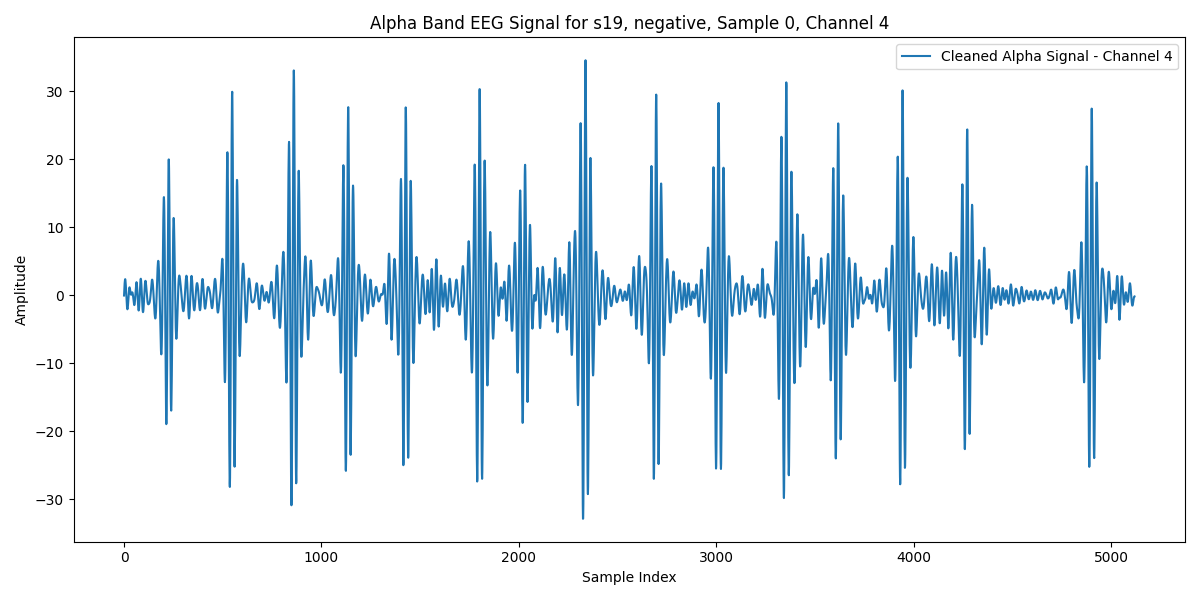 Alpha Band EEG Signal for s19, negative, Sample 0, Channel 4
Cleaned Alpha Signal - Channel 4
Amplitude
30
20
10
0
−10
−20
−30
0 1000 2000 3000 4000 5000
Sample Index